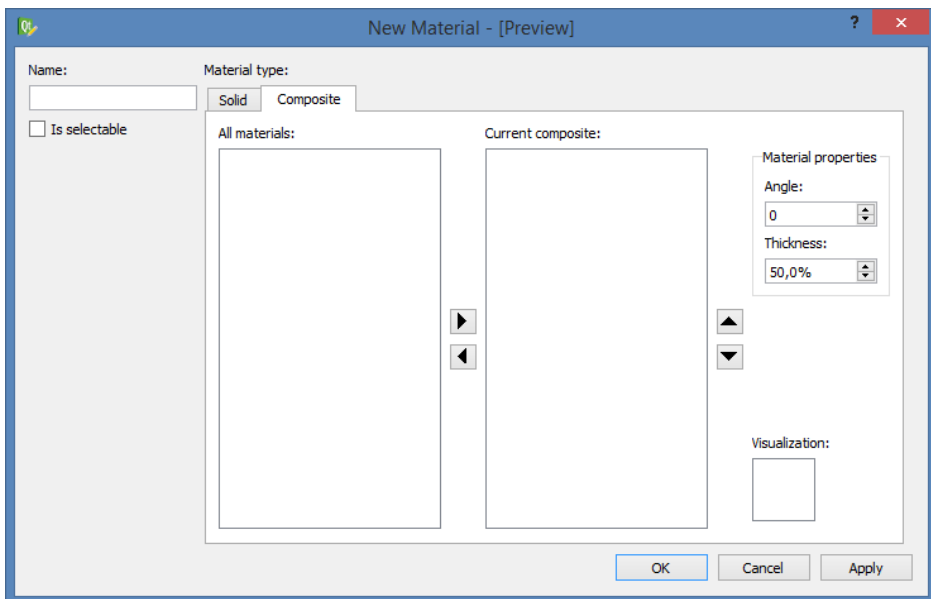 Qt
New Material - [Preview]
?
Name:
Material type:
Solid
Composite
Is selectable
All materials:
Current composite:
Material properties
Angle:
0
Thickness:
50,0%
Visualization:
OK
Cancel
Apply